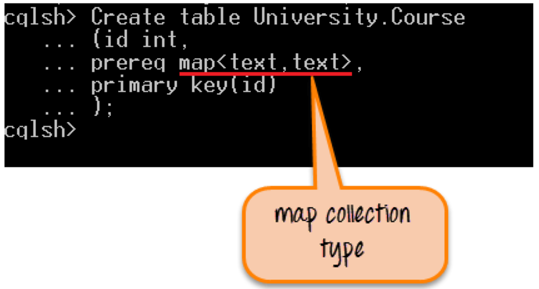 cqlsh> Create table University.Course
... (id int,
... prereq map<text,text>,
... primary key(id)
... );
cqlsh>
map collection
type